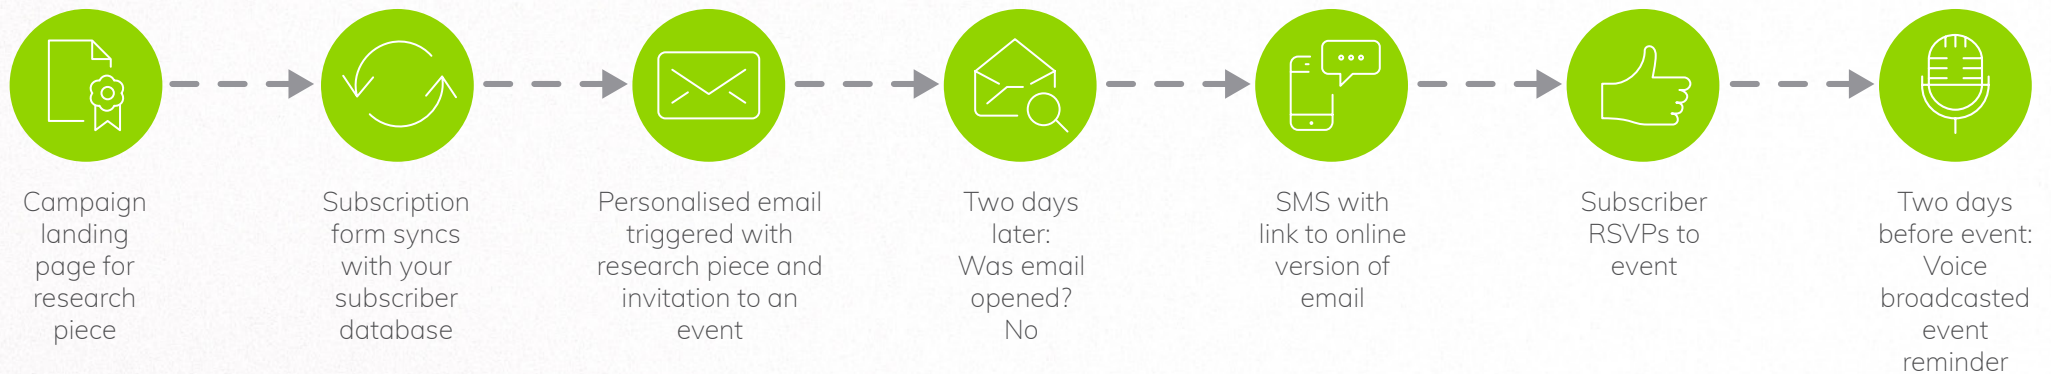 Campaign
landing
page for
research
piece
Subscription
form syncs
with your
subscriber
database
Personalised email
triggered with
research piece and
invitation to an
event
Two days
later:
Was email
opened?
No
SMS with
link to online
version of
email
Subscriber
RSVPs to
event
Two days
before event:
Voice
broadcasted
event
reminder